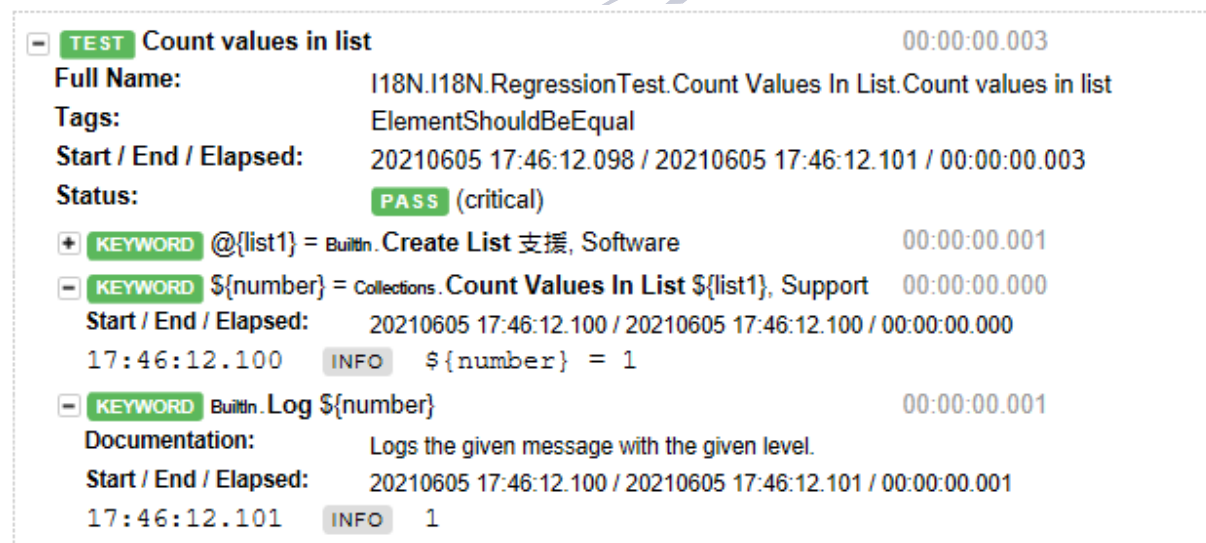 TEST Count values in list 00:00:00.003
Full Name: I18N.I18N.RegressionTest.Count Values In List.Count values in list
Tags: ElementShouldBeEqual
Start / End / Elapsed: 20210605 17:46:12.098 / 20210605 17:46:12.101 / 00:00:00.003
Status: PASS (critical)
KEYWORD @{list1} = BuiltIn.Create List 支援, Software 00:00:00.001
KEYWORD ${number} = Collections.Count Values In List ${list1}, Support 00:00:00.000
Start / End / Elapsed: 20210605 17:46:12.100 / 20210605 17:46:12.100 / 00:00:00.000
17:46:12.100 INFO ${number} = 1
KEYWORD BuiltIn.Log ${number} 00:00:00.001
Documentation: Logs the given message with the given level.
Start / End / Elapsed: 20210605 17:46:12.100 / 20210605 17:46:12.101 / 00:00:00.001
17:46:12.101 INFO 1